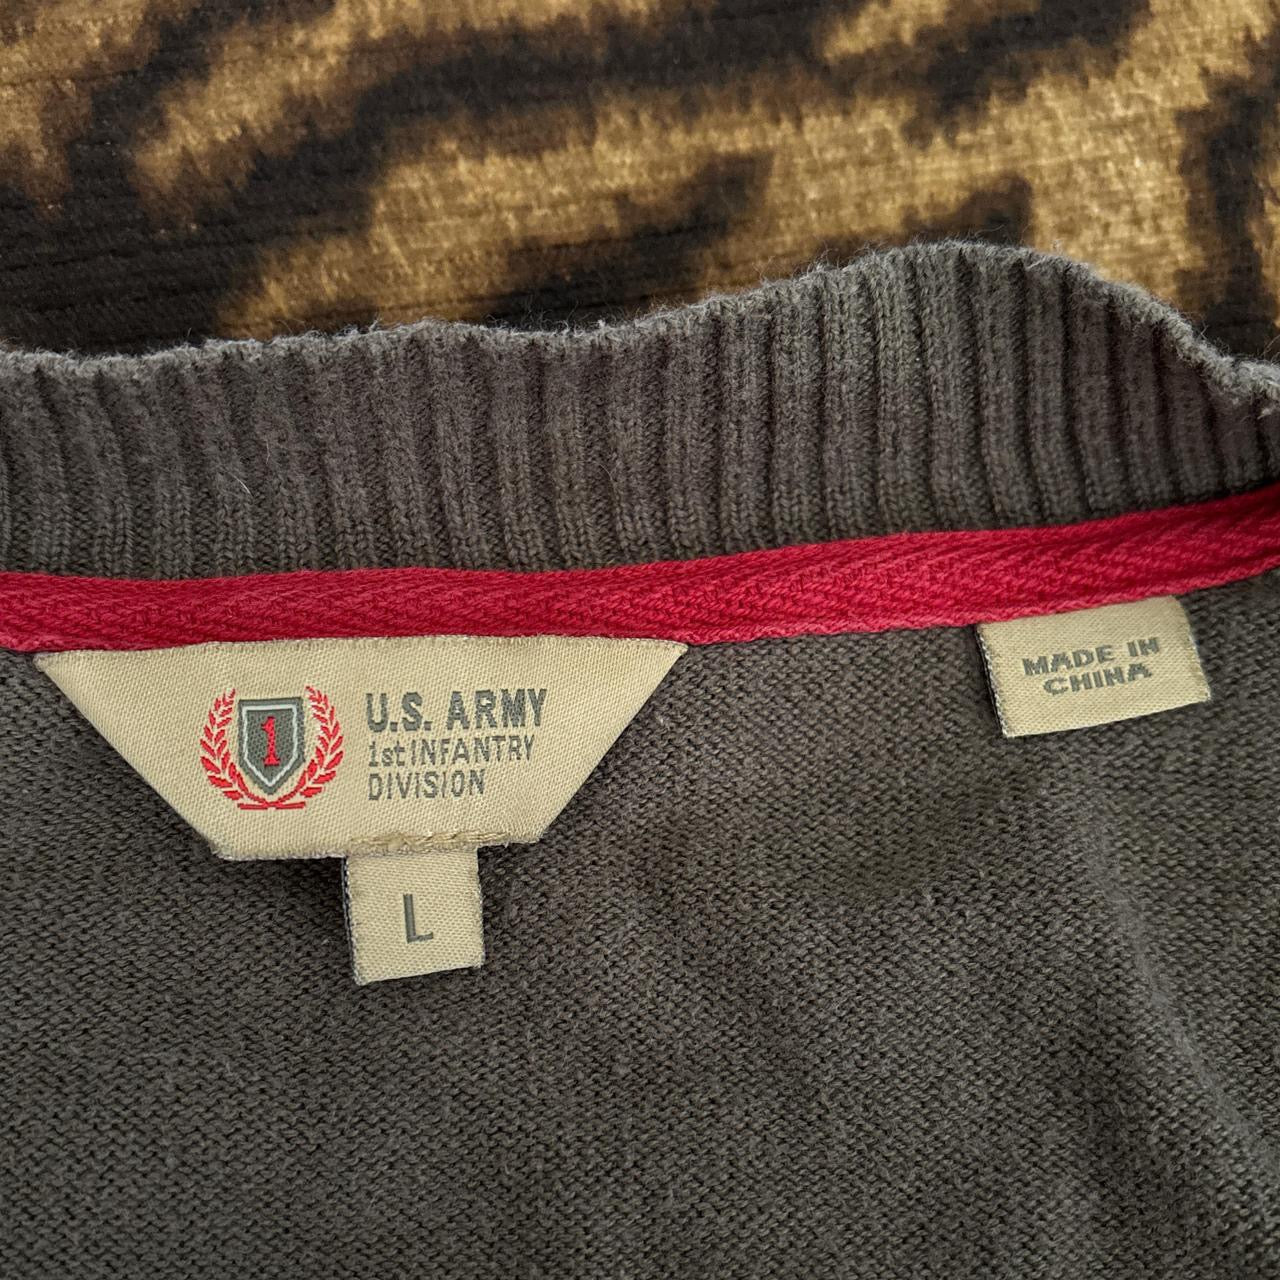 1
U.S. ARMY
1st INFANTRY
DIVISION
L
MADE IN
CHINA